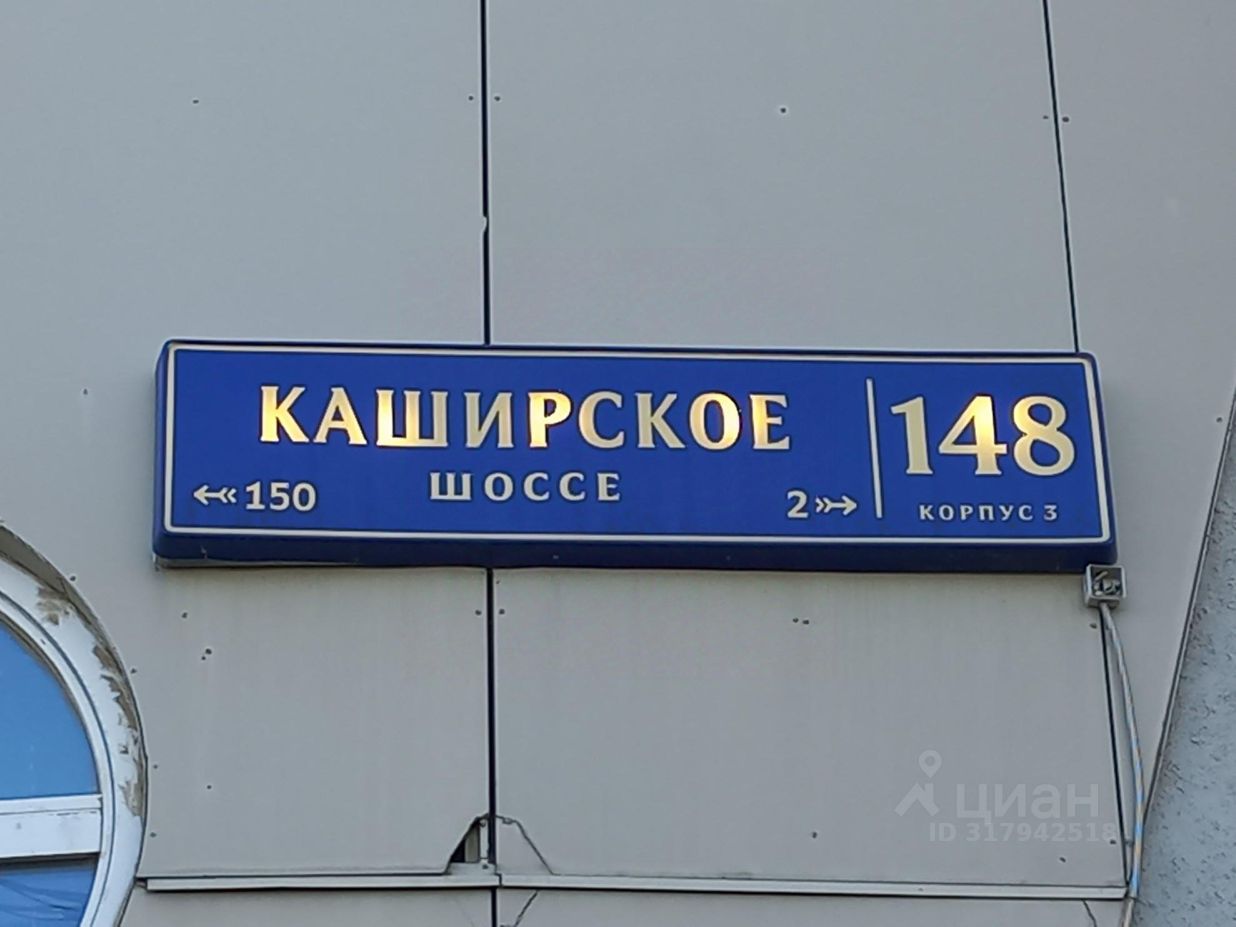 КАШИРСКОЕ
ШОССЕ
150
2
148
КОРПУС 3
циан
ID 317942518